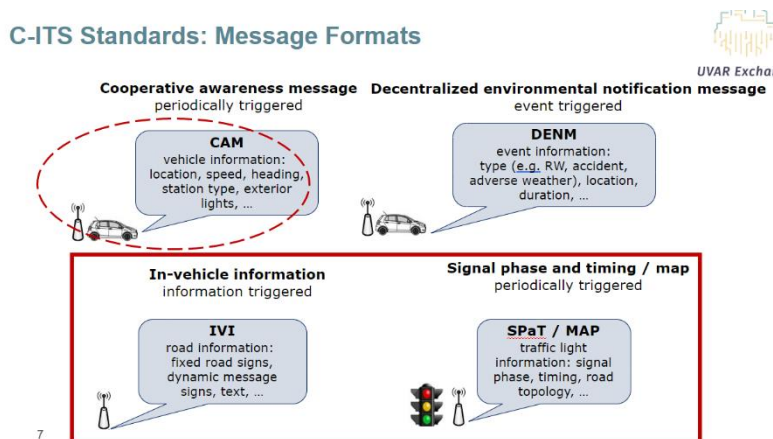 C-ITS Standards: Message Formats
UVAR Exchan
Cooperative awareness message
periodically triggered
Decentralized environmental notification message
event triggered
CAM
vehicle information:
location, speed, heading,
station type, exterior
lights, ...
DENM
event information:
type (e.g. RW, accident,
adverse weather), location,
duration, ...
In-vehicle information
information triggered
Signal phase and timing / map
periodically triggered
IVI
road information:
fixed road signs,
dynamic message
signs, text, ...
SPaT / MAP
traffic light
information: signal
phase, timing, road
topology, ...
7